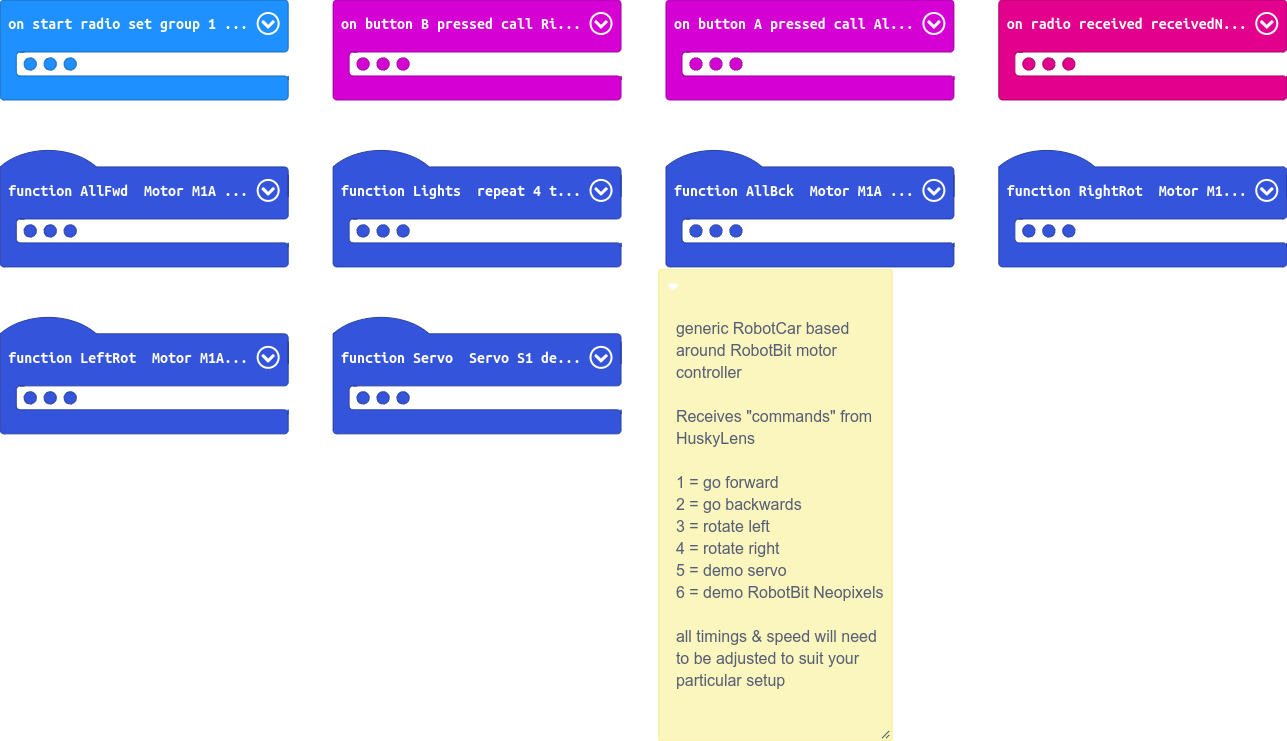 on start radio set group 1 ...
on button B pressed call Ri...
on button A pressed call Al...
on radio received receivedN...
function AllFwd  Motor M1A ...
function Lights  repeat 4 t...
function AllBck  Motor M1A ...
function RightRot  Motor M1...
function LeftRot  Motor M1A...
function Servo  Servo S1 de...
generic RobotCar based
around RobotBit motor
controller
Receives "commands" from
HuskyLens
1 = go forward
2 = go backwards
3 = rotate left
4 = rotate right
5 = demo servo
6 = demo RobotBit Neopixels
all timings & speed will need
to be adjusted to suit your
particular setup